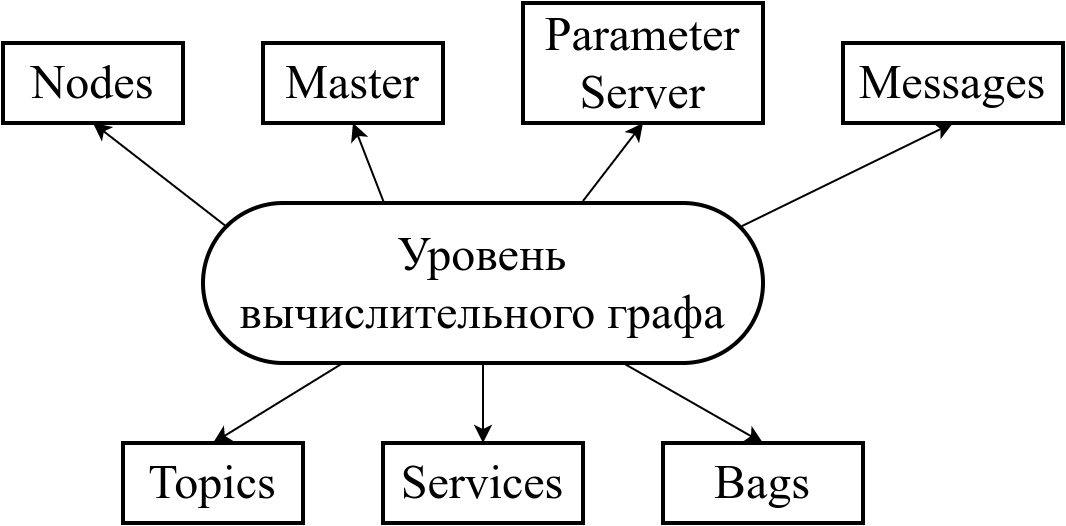 Nodes
Master
Parameter
Server
Messages
Уровень
вычислительного графа
Topics
Services
Bags